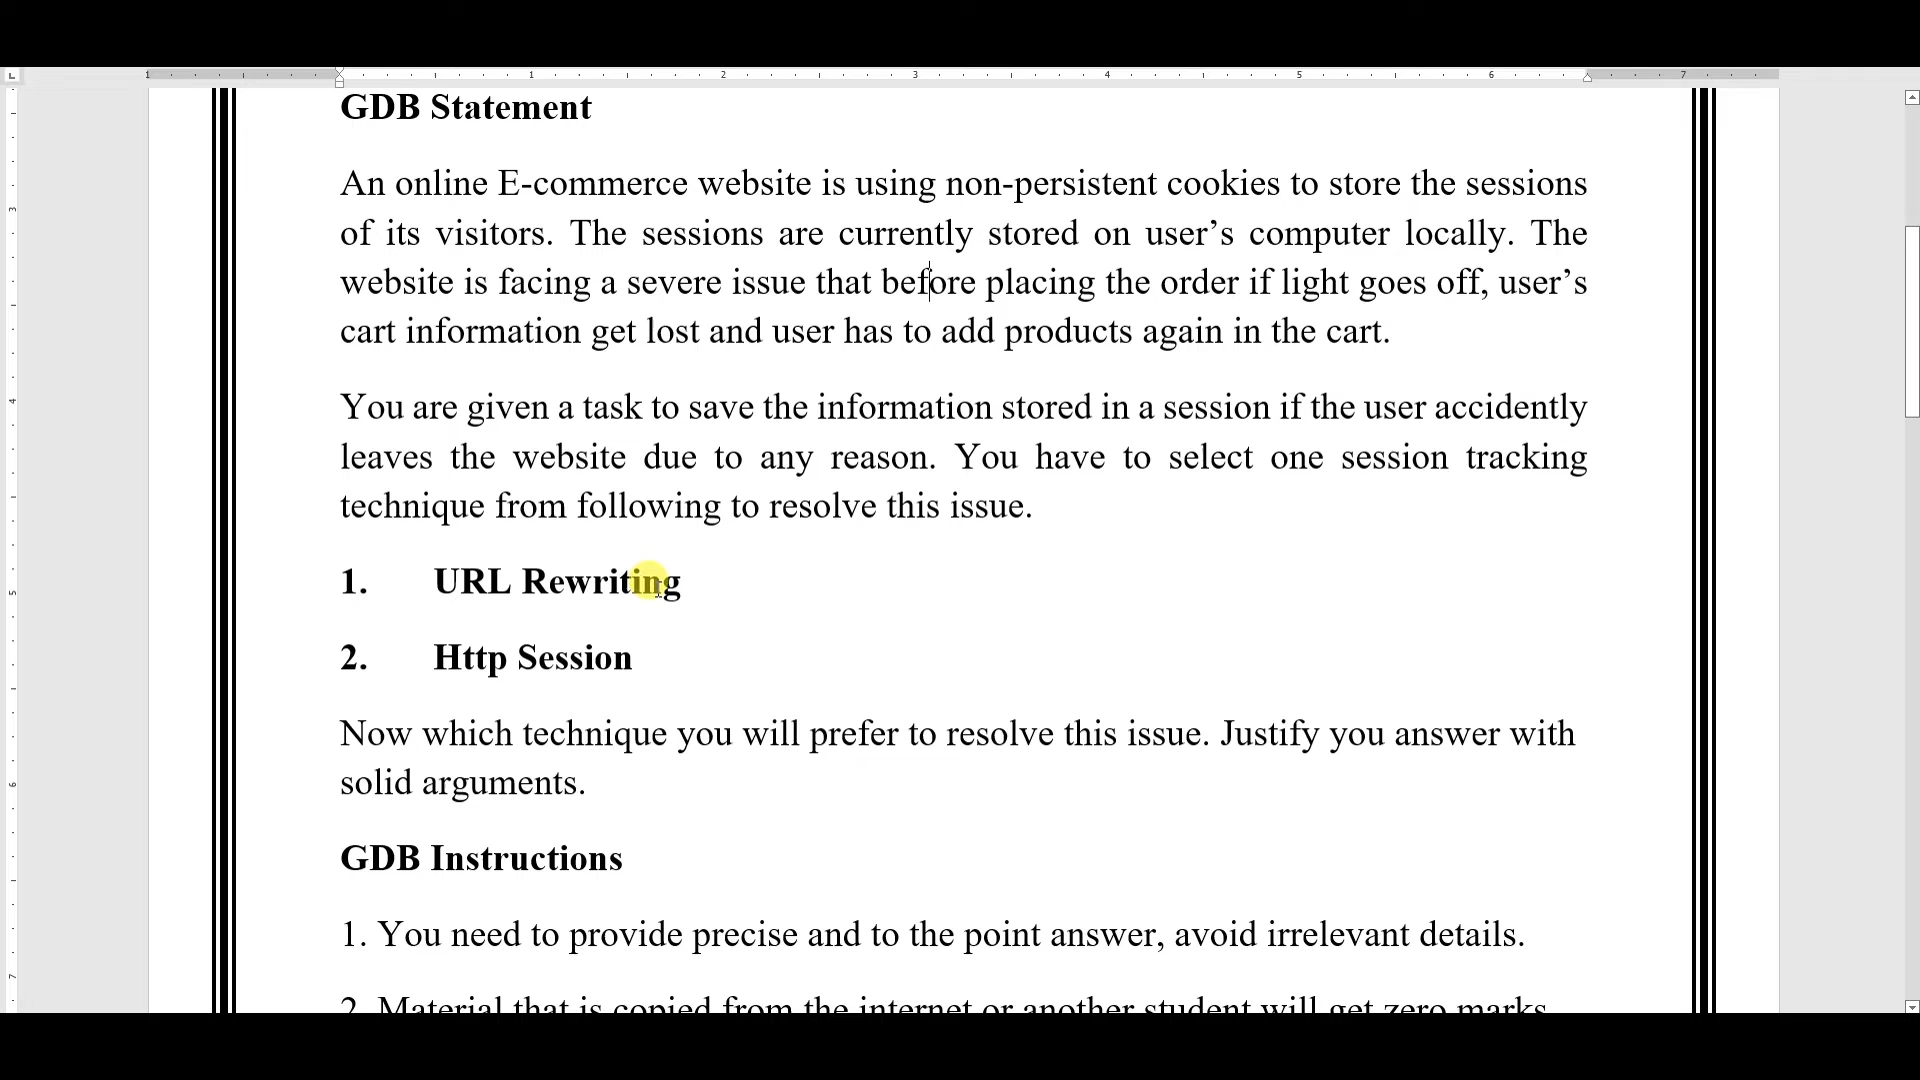 GDB Statement
An online E-commerce website is using non-persistent cookies to store the sessions
of its visitors. The sessions are currently stored on user’s computer locally. The
website is facing a severe issue that before placing the order if light goes off, user’s
cart information get lost and user has to add products again in the cart.
You are given a task to save the information stored in a session if the user accidently
leaves the website due to any reason. You have to select one session tracking
technique from following to resolve this issue.
1. URL Rewriting
2. Http Session
Now which technique you will prefer to resolve this issue. Justify you answer with
solid arguments.
GDB Instructions
1. You need to provide precise and to the point answer, avoid irrelevant details.
2. Material that is copied from the internet or another student will get zero marks.